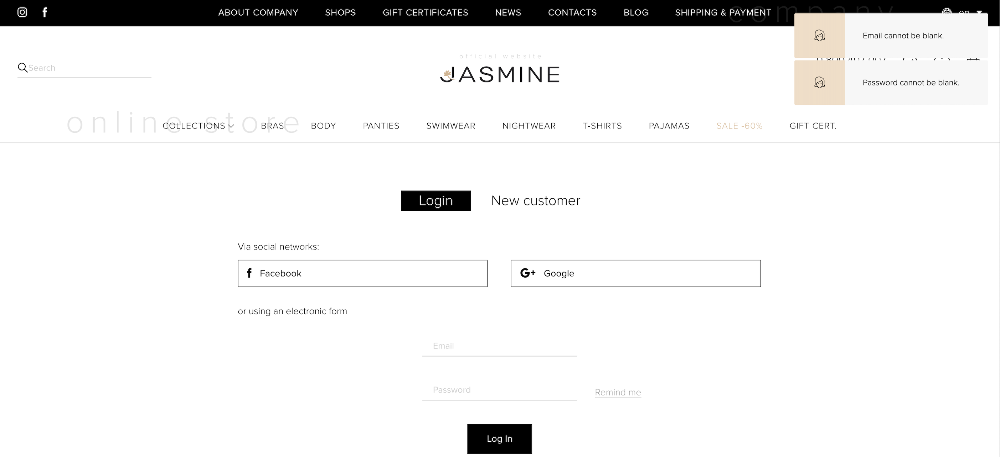 ABOUT COMPANY SHOPS GIFT CERTIFICATES NEWS CONTACTS BLOG SHIPPING & PAYMENT
company
en
Email cannot be blank.
Search
official website
JASMINE
Password cannot be blank.
online store
COLLECTIONS BRAS BODY PANTIES SWIMWEAR NIGHTWEAR T-SHIRTS PAJAMAS SALE -60% GIFT CERT.
Login New customer
Via social networks:
f Facebook G+ Google
or using an electronic form
Email
Password
Remind me
Log In